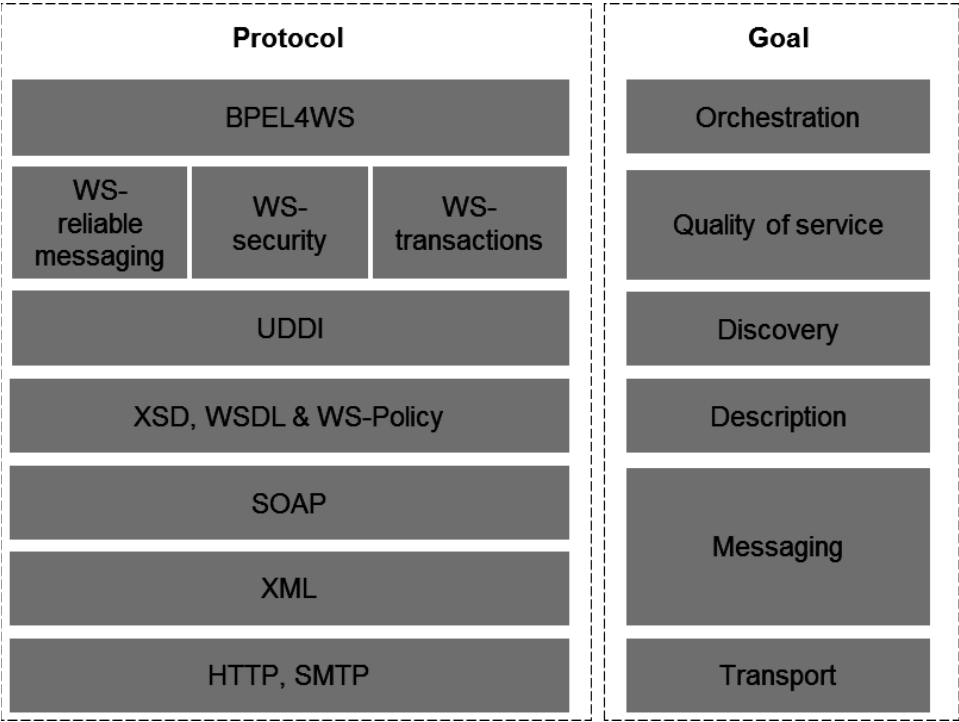 Protocol
BPEL4WS
WS-
reliable
messaging
WS-
security
WS-
transactions
UDDI
XSD, WSDL & WS-Policy
SOAP
XML
HTTP, SMTP
Goal
Orchestration
Quality of service
Discovery
Description
Messaging
Transport